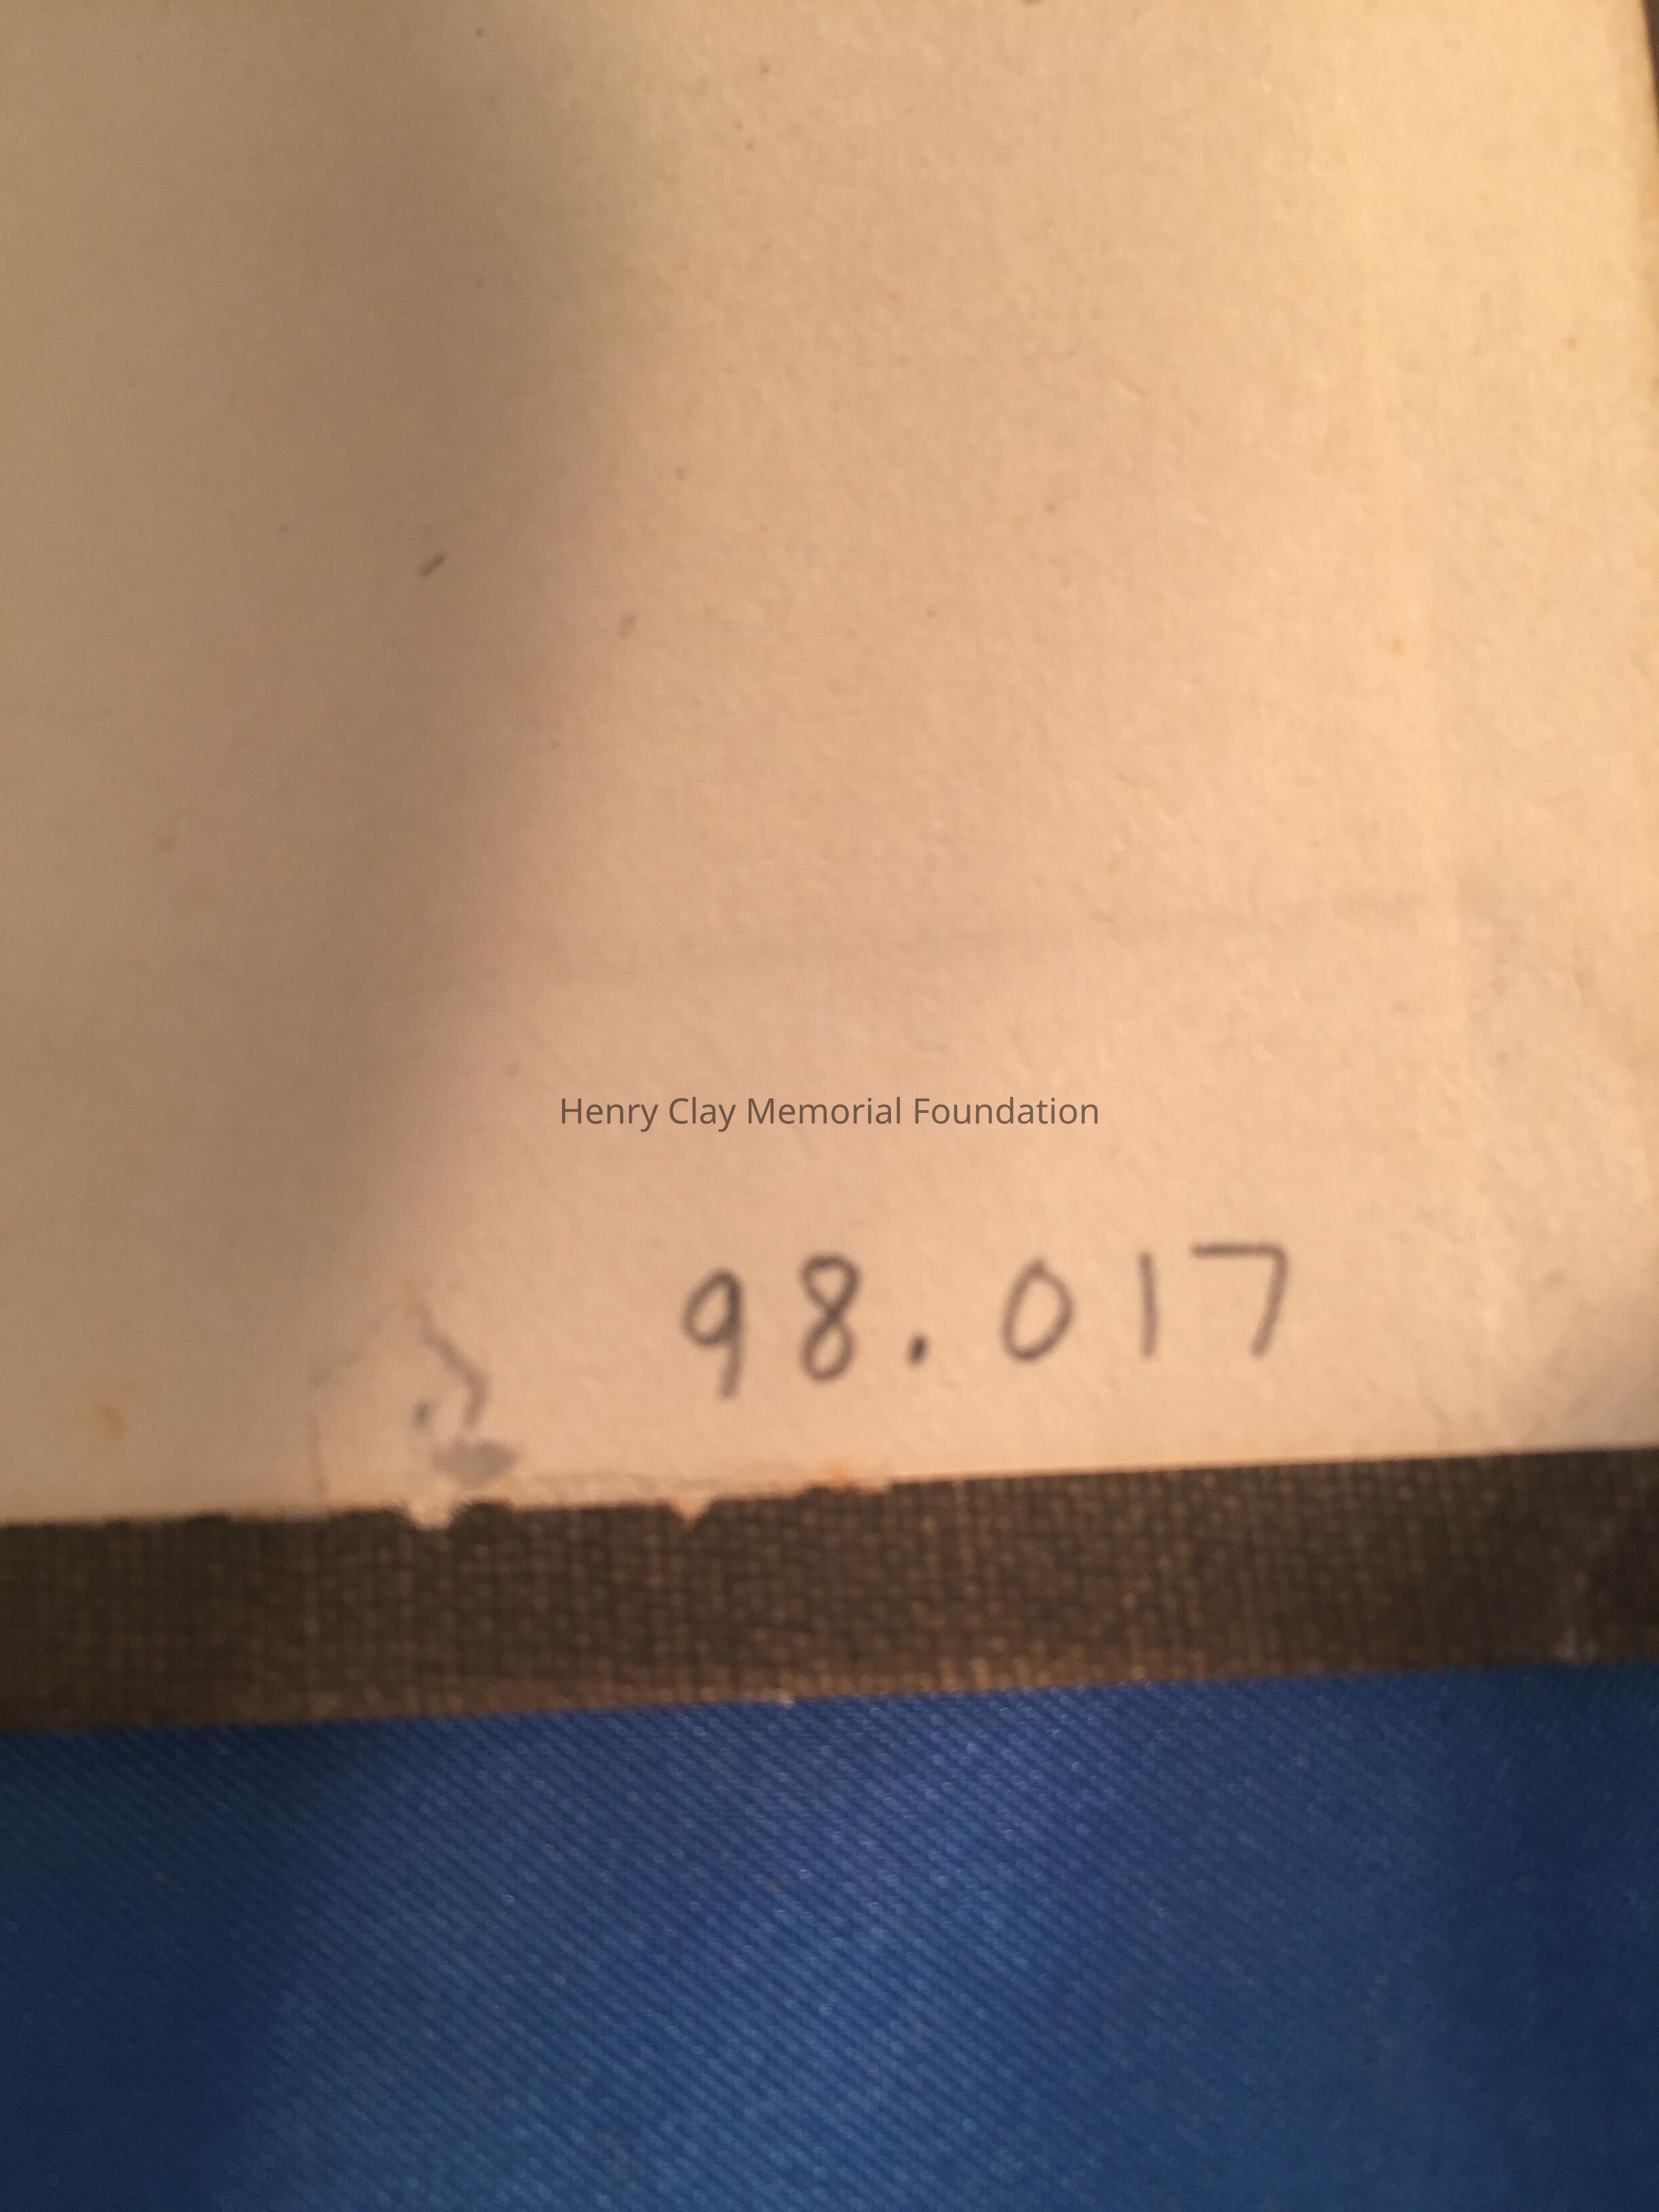 Henry Clay Memorial Foundation
98.017